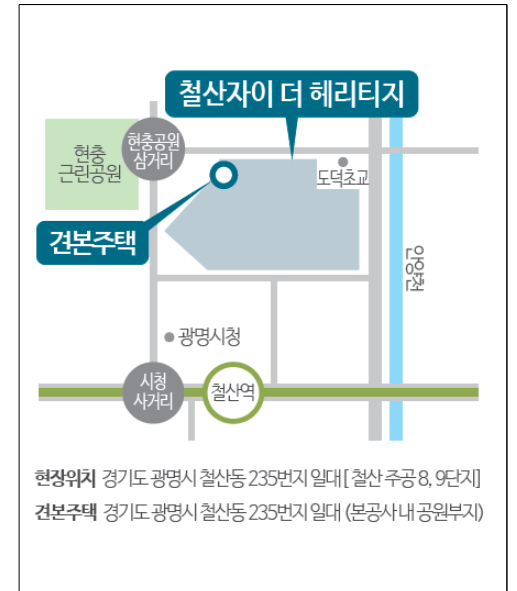 철산자이 더 헤리티지
현충
근린공원
현충공원
삼거리
도덕초교
견본주택
안양천
광명시청
시청
사거리
철산역
현장위치 경기도 광명시 철산동 235번지 일대 [ 철산 주공 8, 9단지]
견본주택 경기도 광명시 철산동 235번지 일대 (본공사 내 공원부지)